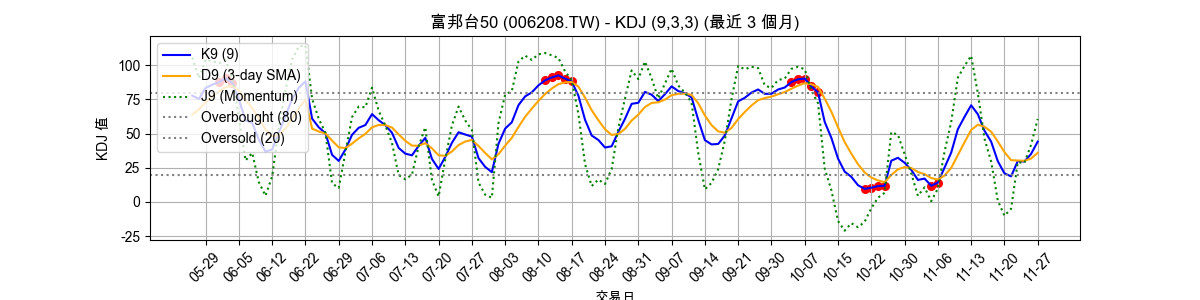 富邦台50 (006208.TW) - KDJ (9,3,3) (最近 3 個月)
K9 (9)
D9 (3-day SMA)
J9 (Momentum)
Overbought (80)
Oversold (20)
KDJ 值
100
75
50
25
0
-25
05-29 06-05 06-12 06-22 06-29 07-06 07-13 07-20 07-27 08-03 08-10 08-17 08-24 08-31 09-07 09-14 09-21 09-30 10-07 10-15 10-22 10-30 11-06 11-13 11-20 11-27
交易日